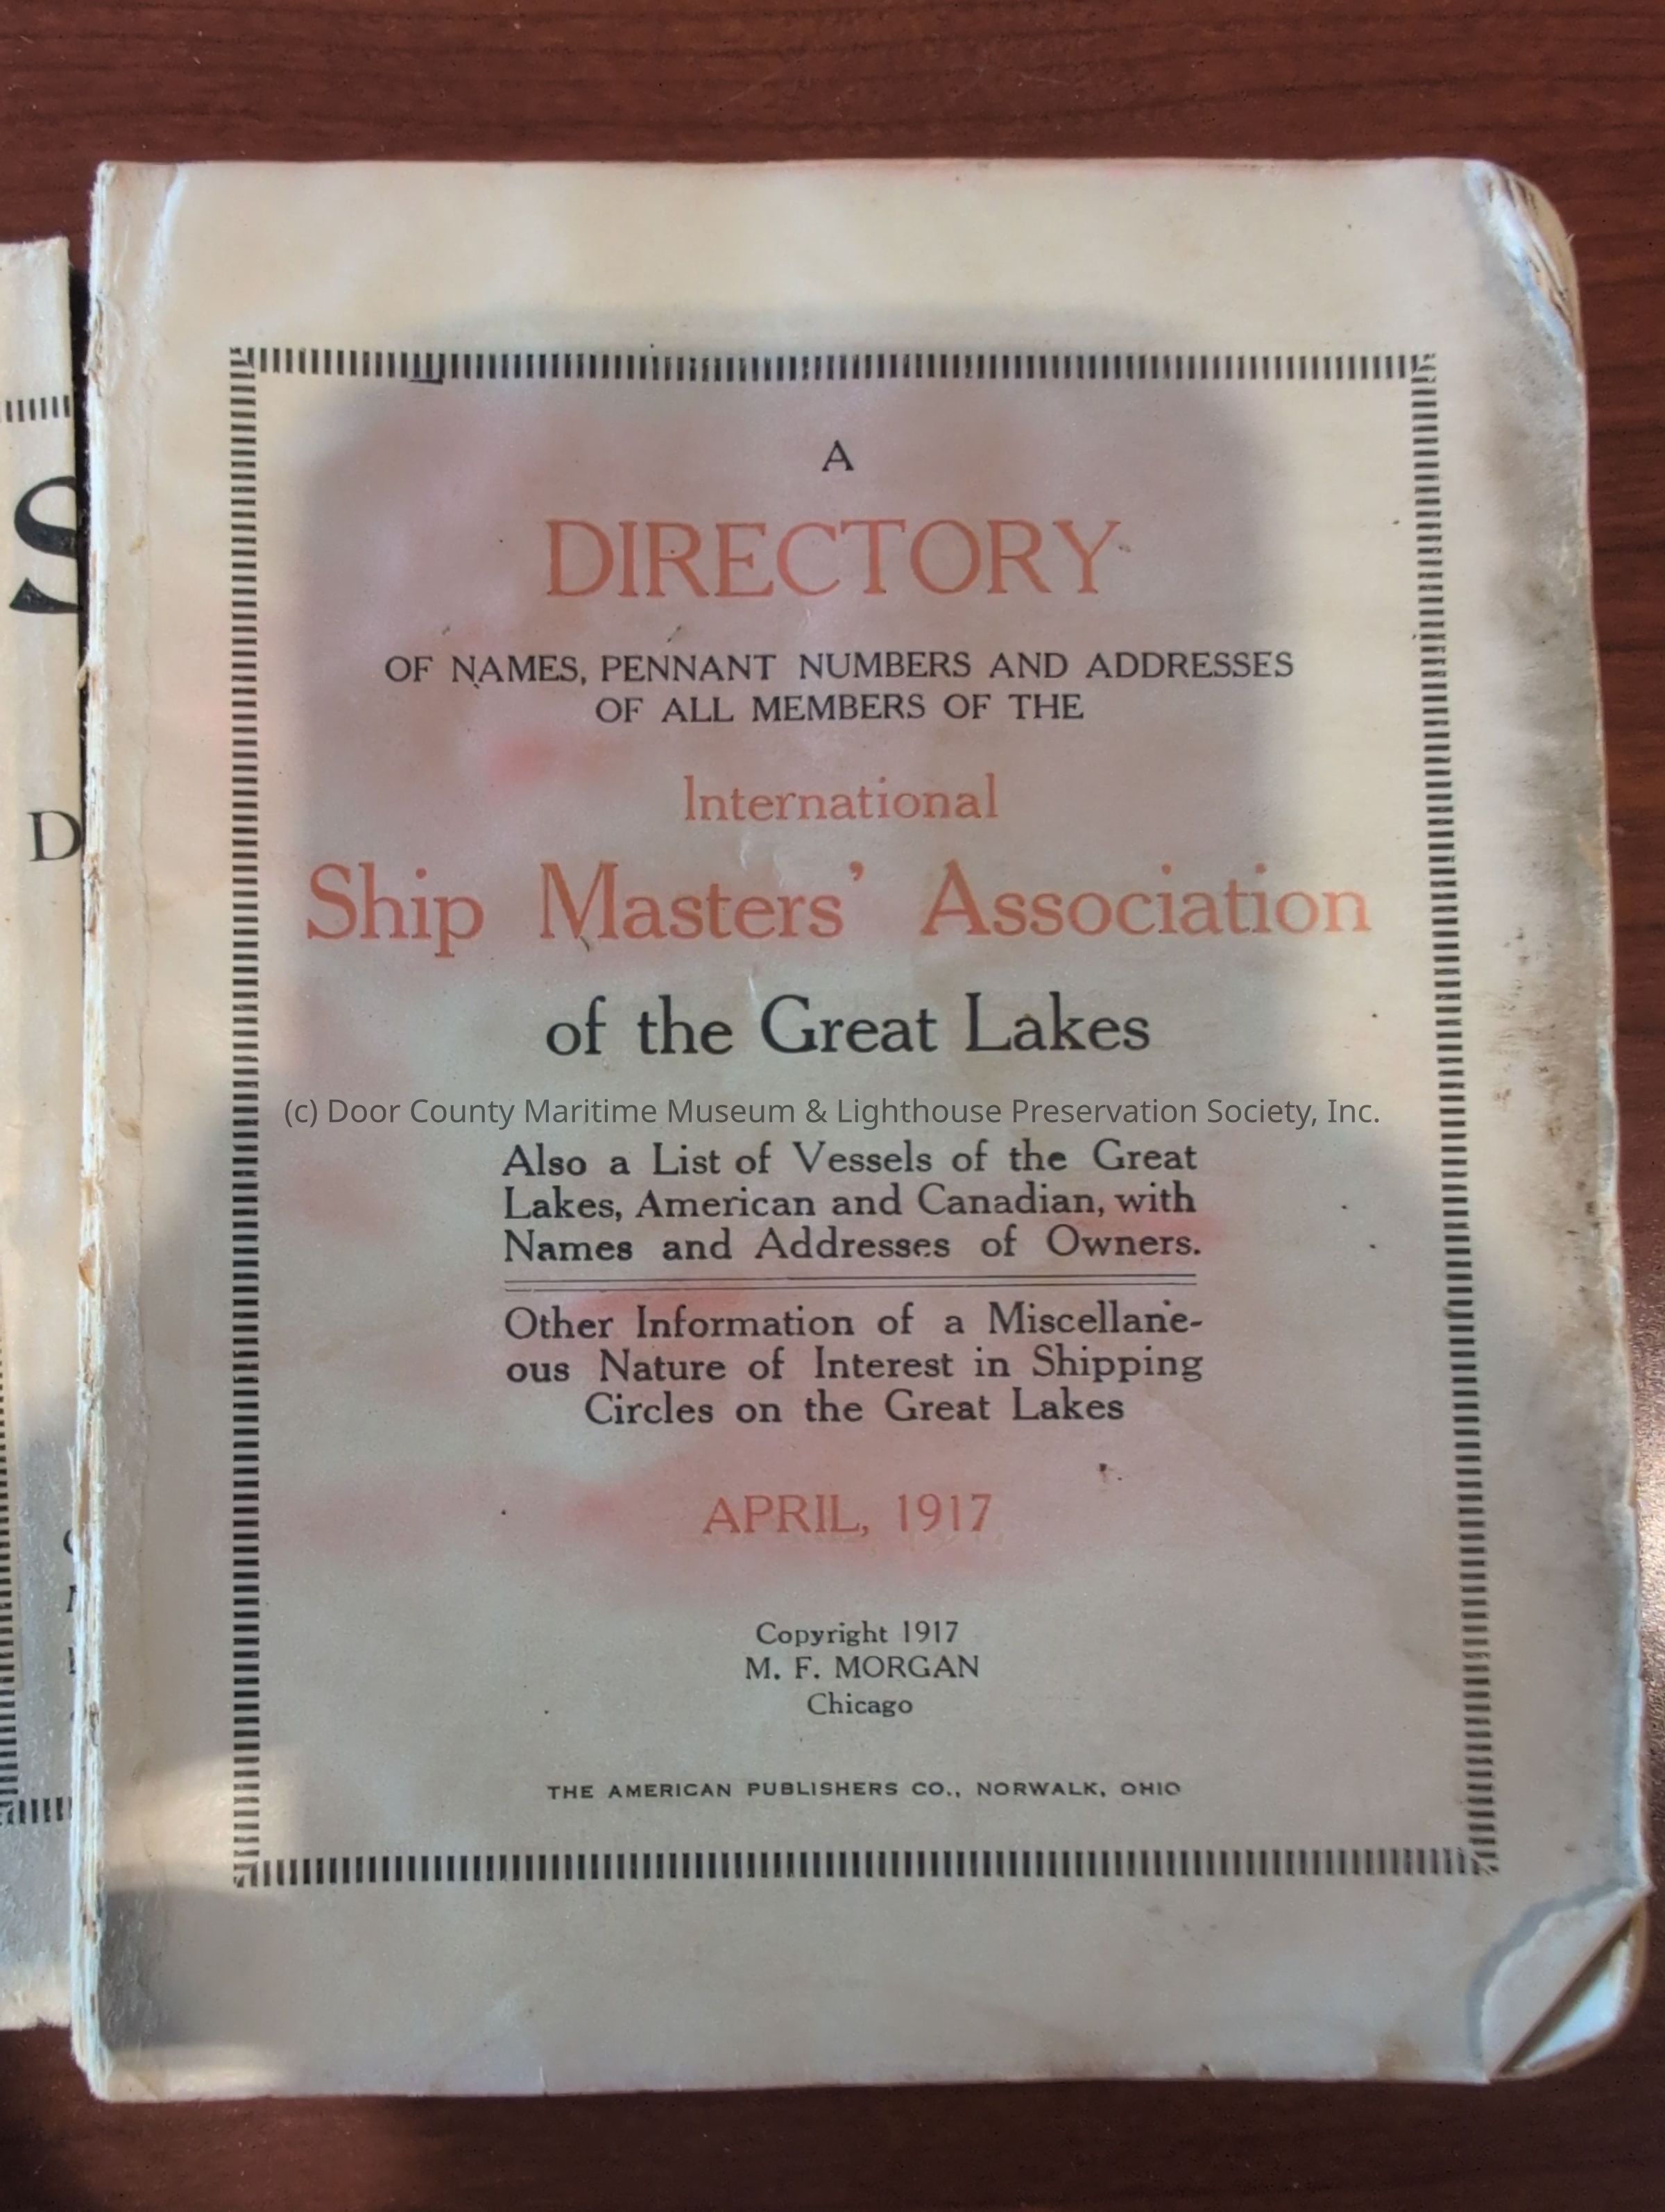 A
DIRECTORY
OF NAMES, PENNANT NUMBERS AND ADDRESSES
OF ALL MEMBERS OF THE
International
Ship Masters' Association
of the Great Lakes
(c) Door County Maritime Museum & Lighthouse Preservation Society, Inc.
Also a List of Vessels of the Great
Lakes, American and Canadian, with
Names and Addresses of Owners.
Other Information of a Miscellane-
ous Nature of Interest in Shipping
Circles on the Great Lakes
APRIL, 1917
Copyright 1917
M. F. MORGAN
Chicago
THE AMERICAN PUBLISHERS CO., NORWALK, OHIO